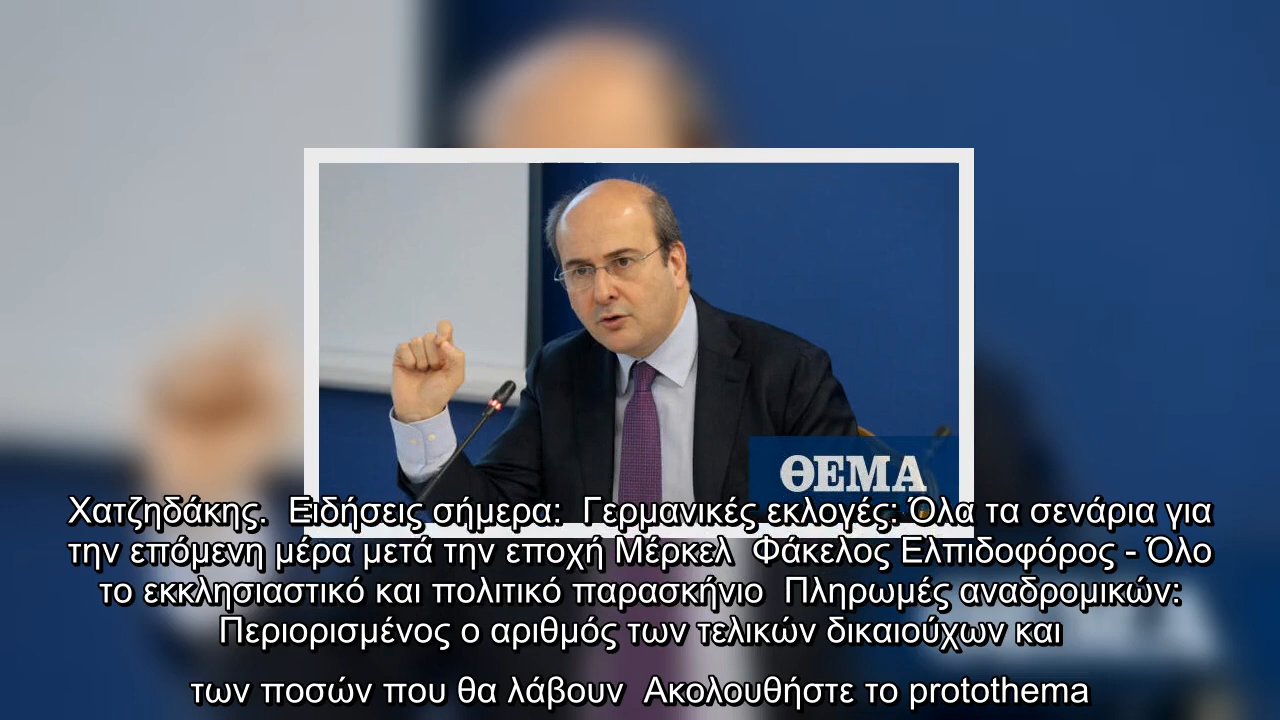 ΘΕΜΑ
Χατζηδάκης.  Ειδήσεις σήμερα:  Γερμανικές εκλογές: Όλα τα σενάρια για
την επόμενη μέρα μετά την εποχή Μέρκελ  Φάκελος Ελπιδοφόρος - Όλο
το εκκλησιαστικό και πολιτικό παρασκήνιο  Πληρωμές αναδρομικών:
Περιορισμένος ο αριθμός των τελικών δικαιούχων και
των ποσών που θα λάβουν  Ακολουθήστε το protothema